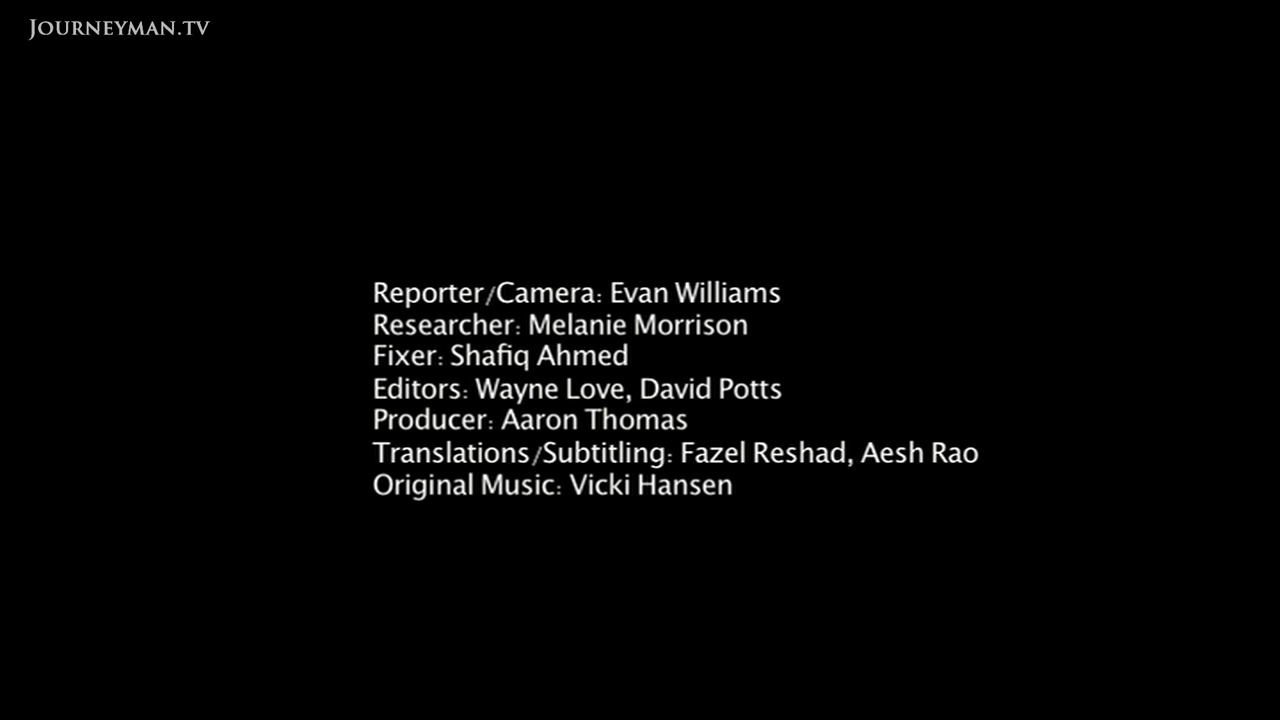 JOURNEYMAN.TV
Reporter/Camera: Evan Williams
Researcher: Melanie Morrison
Fixer: Shafiq Ahmed
Editors: Wayne Love, David Potts
Producer: Aaron Thomas
Translations/Subtitling: Fazel Reshad, Aesh Rao
Original Music: Vicki Hansen